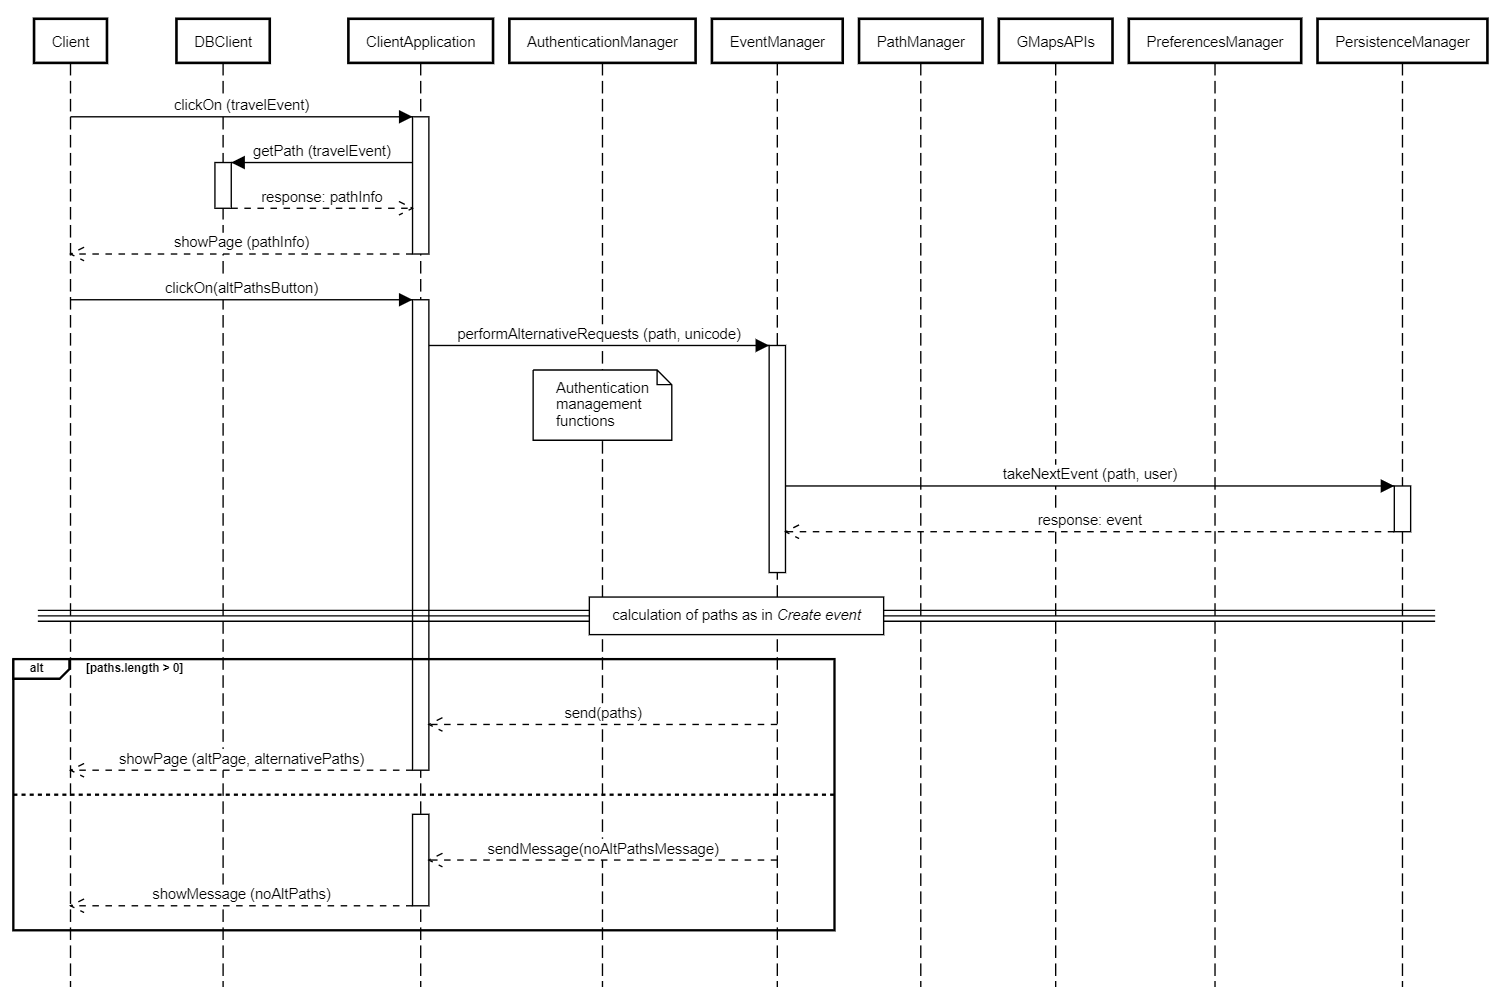 Client
DBClient
ClientApplication
AuthenticationManager
EventManager
PathManager
GMapsAPIs
PreferencesManager
PersistenceManager
clickOn (travelEvent)
getPath (travelEvent)
response: pathInfo
showPage (pathInfo)
clickOn(altPathsButton)
performAlternativeRequests (path, unicode)
Authentication
management
functions
takeNextEvent (path, user)
response: event
calculation of paths as in Create event
alt
[paths.length > 0]
send(paths)
showPage (altPage, alternativePaths)
sendMessage(noAltPathsMessage)
showMessage (noAltPaths)